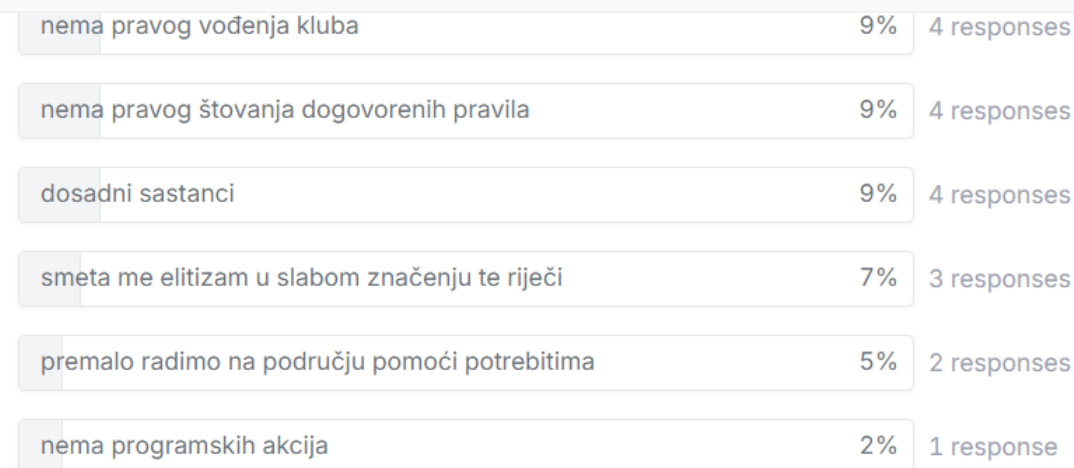 nema pravog vođenja kluba 9% 4 responses
nema pravog štovanja dogovorenih pravila 9% 4 responses
dosadni sastanci 9% 4 responses
smeta me elitizam u slabom značenju te riječi 7% 3 responses
premalo radimo na području pomoći potrebitima 5% 2 responses
nema programskih akcija 2% 1 response